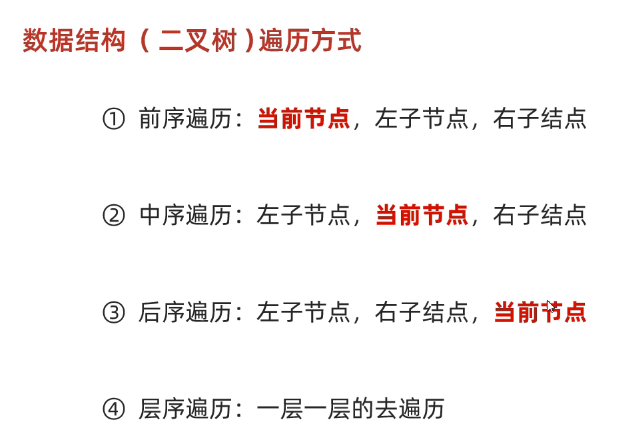 数据结构（二叉树）遍历方式
① 前序遍历：当前节点，左子节点，右子结点
② 中序遍历：左子节点，当前节点，右子结点
③ 后序遍历：左子节点，右子结点，当前节点
④ 层序遍历：一层一层的去遍历